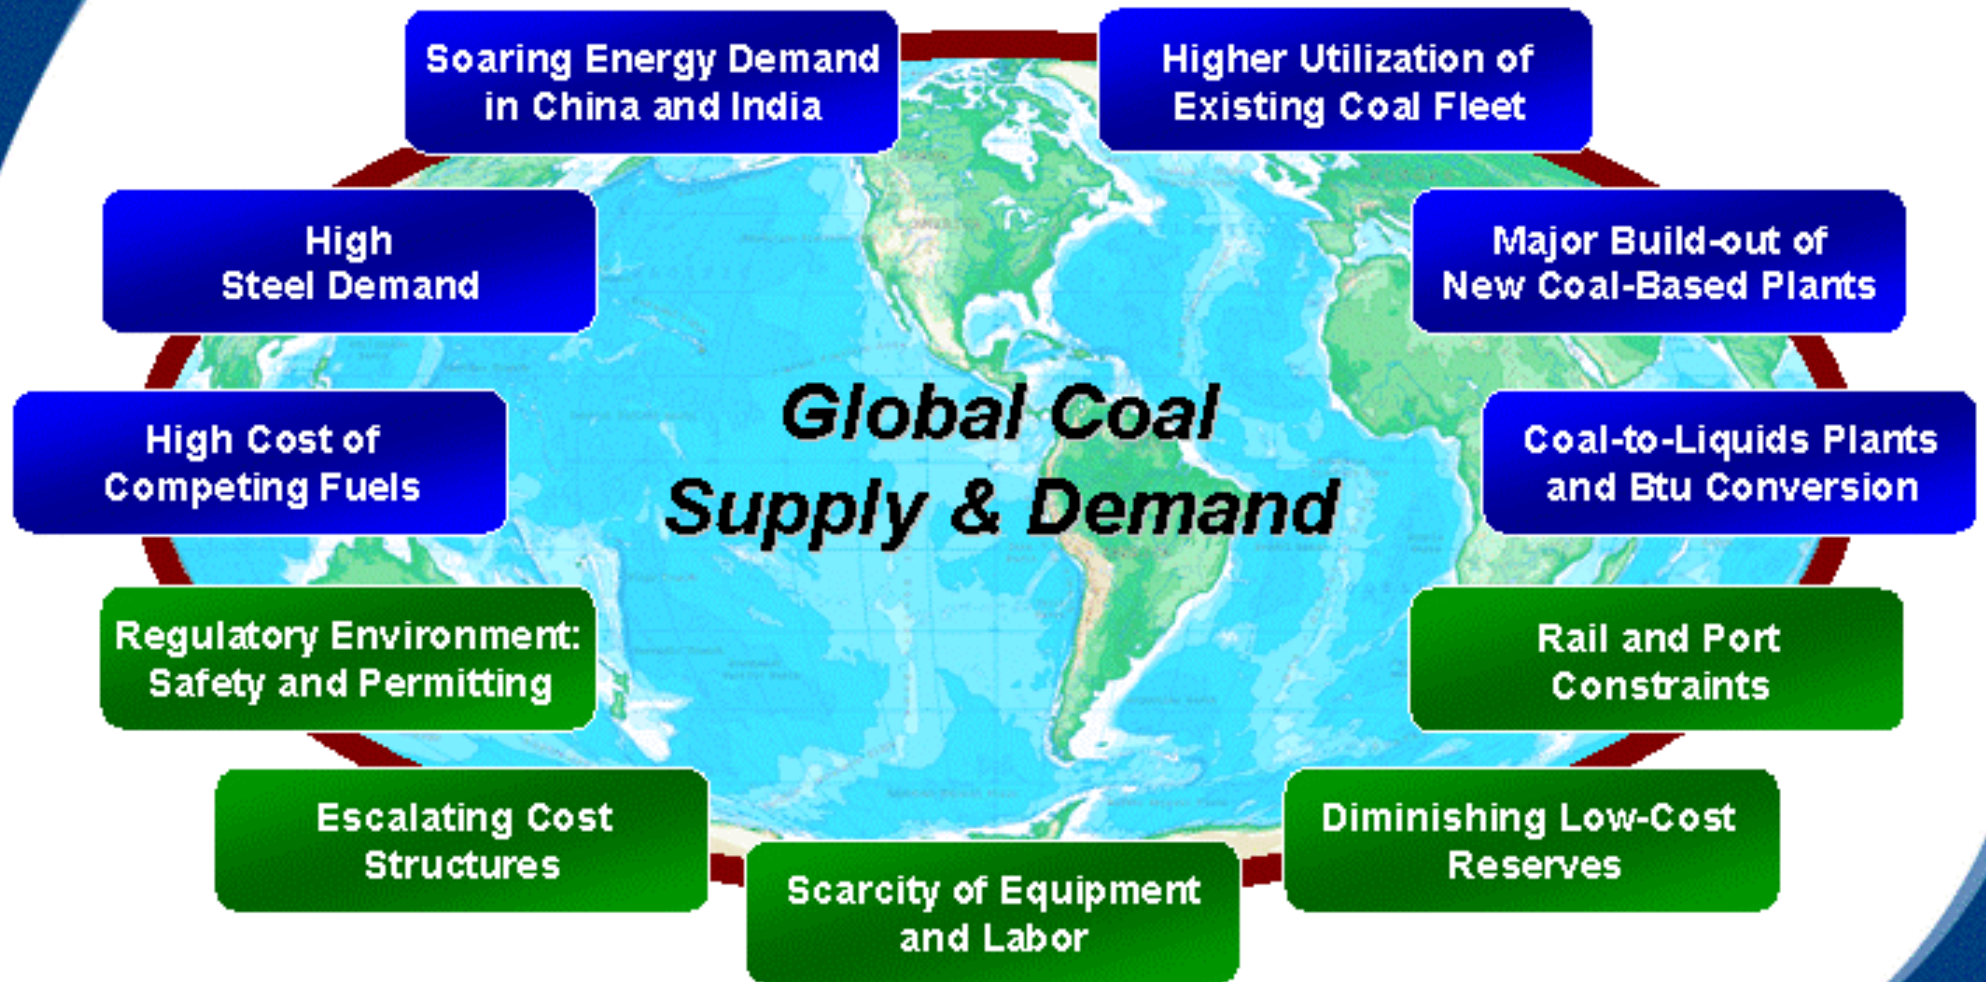 Soaring Energy Demand
in China and India
Higher Utilization of
Existing Coal Fleet
High
Steel Demand
Major Build-out of
New Coal-Based Plants
Global Coal
Supply & Demand
High Cost of
Competing Fuels
Coal-to-Liquids Plants
and Btu Conversion
Regulatory Environment:
Safety and Permitting
Rail and Port
Constraints
Escalating Cost
Structures
Diminishing Low-Cost
Reserves
Scarcity of Equipment
and Labor